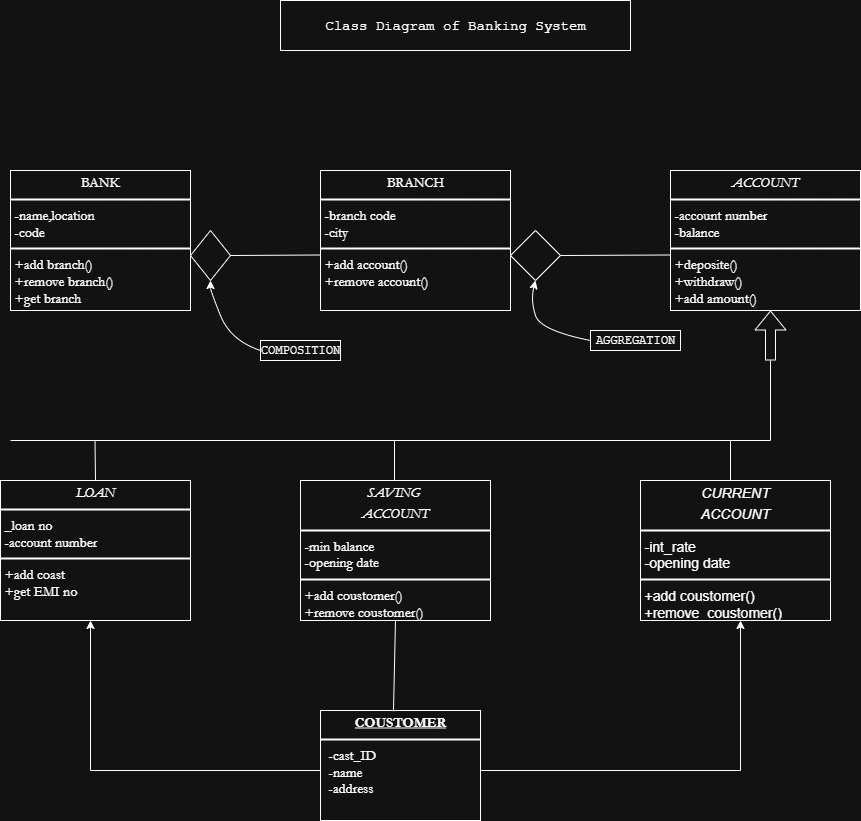 Class Diagram of Banking System
BANK
-name,location
-code
+add branch()
+remove branch()
+get branch
BRANCH
-branch code
-city
+add account()
+remove account()
ACCOUNT
-account number
-balance
+deposite()
+withdraw()
+add amount()
COMPOSITION
AGGREGATION
LOAN
_loan no
-account number
+add coast
+get EMI no
SAVING
ACCOUNT
-min balance
-opening date
+add coustomer()
+remove coustomer()
CURRENT
ACCOUNT
-int_rate
-opening date
+add coustomer()
+remove coustomer()
COUSTOMER
-cast_ID
-name
-address